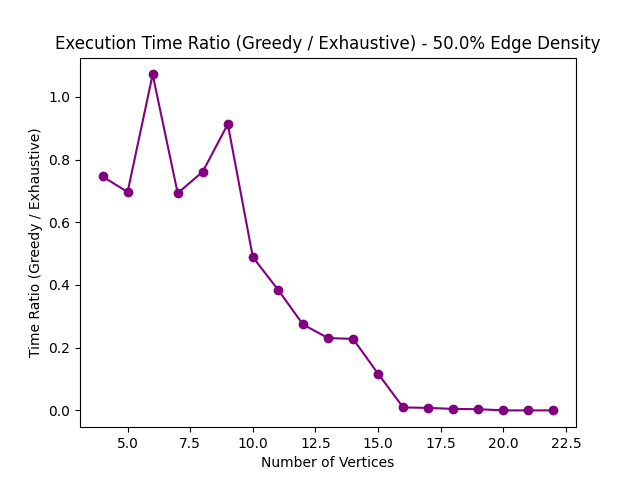 Execution Time Ratio (Greedy / Exhaustive) - 50.0% Edge Density
Time Ratio (Greedy / Exhaustive)
1.0
0.8
0.6
0.4
0.2
0.0
5.0 7.5 10.0 12.5 15.0 17.5 20.0 22.5
Number of Vertices